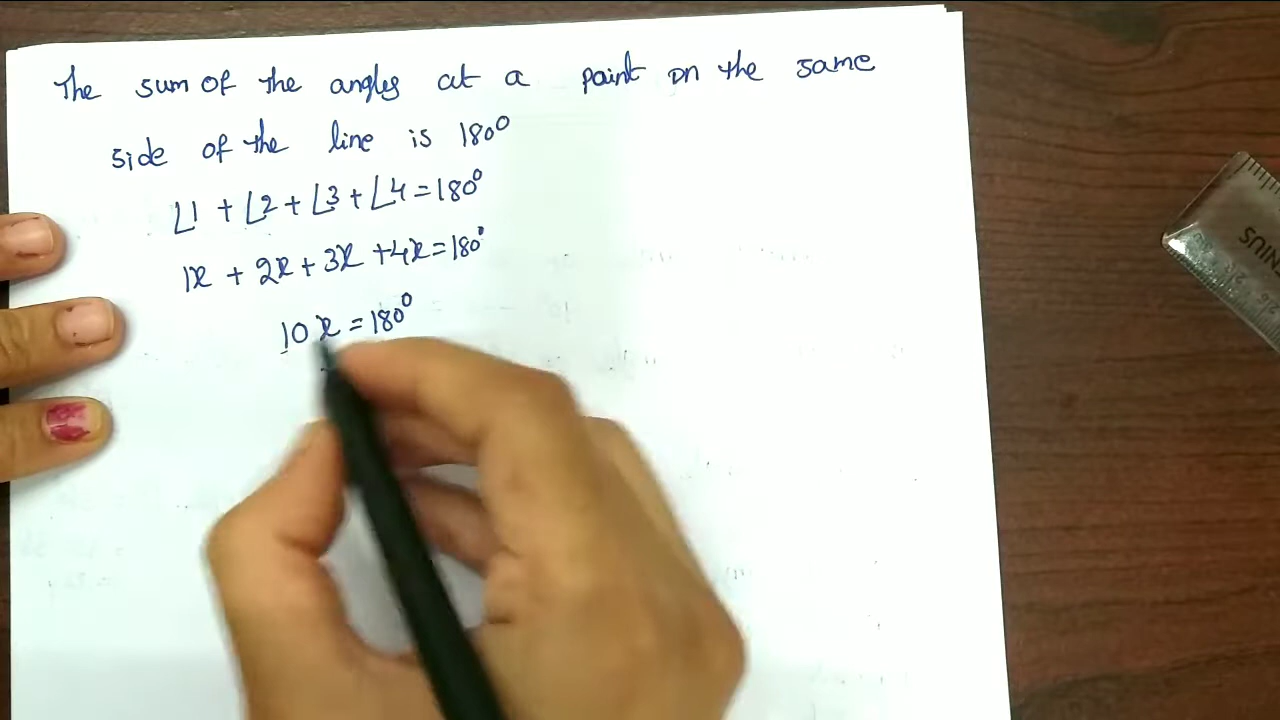 The sum of the angles at a point on the same
side of the line is 180°
∠1 + ∠2 + ∠3 + ∠4 = 180°
1x + 2x + 3x + 4x = 180°
10x = 180°